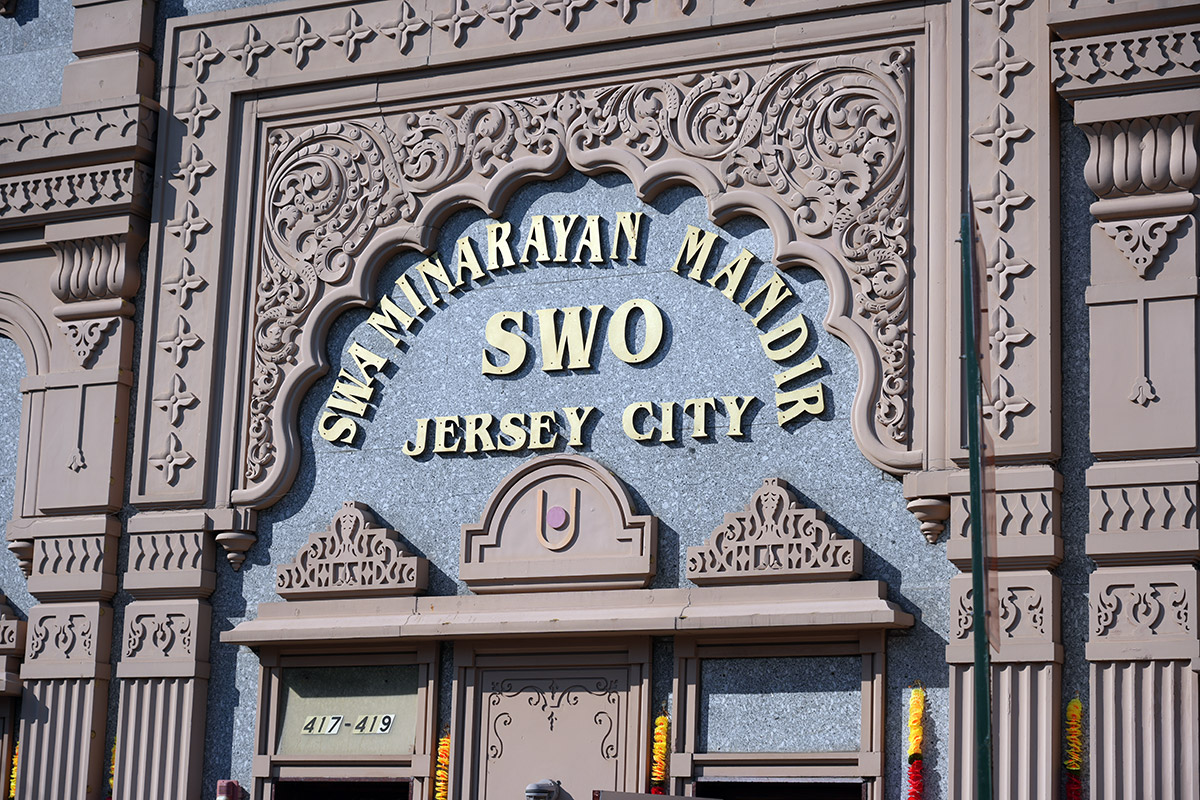 SWAMINARAYAN MANDIR
SWO
JERSEY CITY
417-419